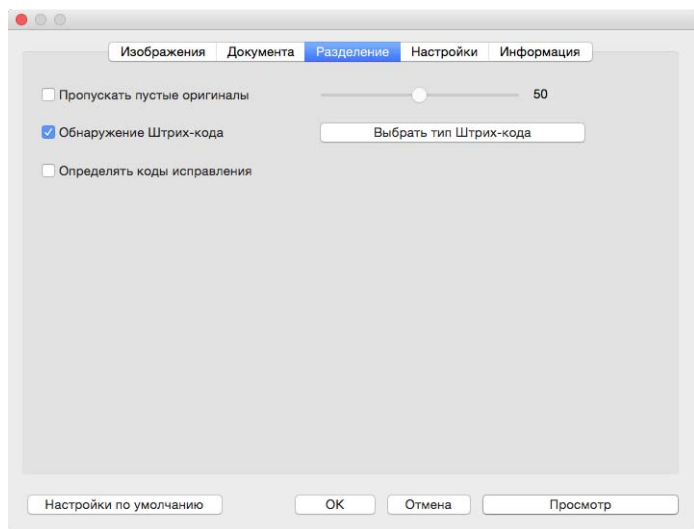 Изображения Документа Разделение Настройки Информация
Пропускать пустые оригиналы 50
Обнаружение Штрих-кода Выбрать тип Штрих-кода
Определять коды исправления
Настройки по умолчанию OK Отмена Просмотр